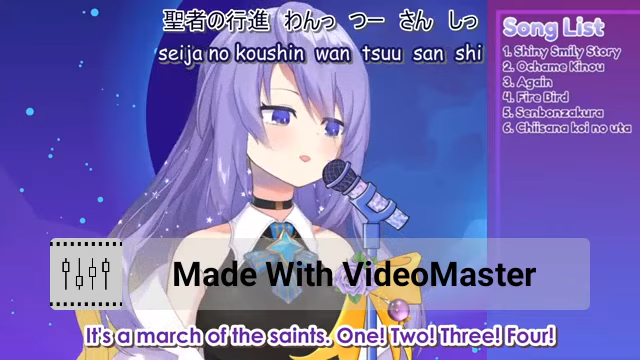 聖者の行進 わんっ つー さん しっ
seija no koushin wan tsuu san shi
Song List
1. Shiny Smily Story
2. Ochame Kinou
3. Again
4. Fire Bird
5. Senbonzakura
6. Chiisana koi no uta
Made With VideoMaster
It's a march of the saints. One! Two! Three! Four!